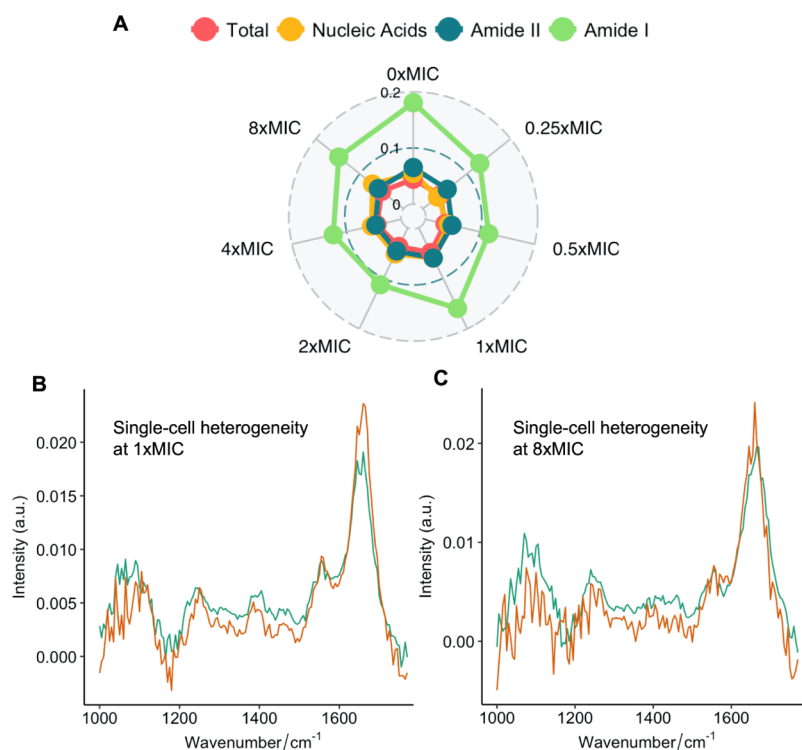 A
Total Nucleic Acids Amide II Amide I
0xMIC
0.2
8xMIC
0.25xMIC
0.1
0
4xMIC
0.5xMIC
2xMIC
1xMIC
B
Single-cell heterogeneity
at 1xMIC
Intensity (a.u.)
0.020
0.015
0.010
0.005
0.000
1000 1200 1400 1600
Wavenumber/cm-1
C
Single-cell heterogeneity
at 8xMIC
Intensity (a.u.)
0.02
0.01
0.00
1000 1200 1400 1600
Wavenumber/cm-1